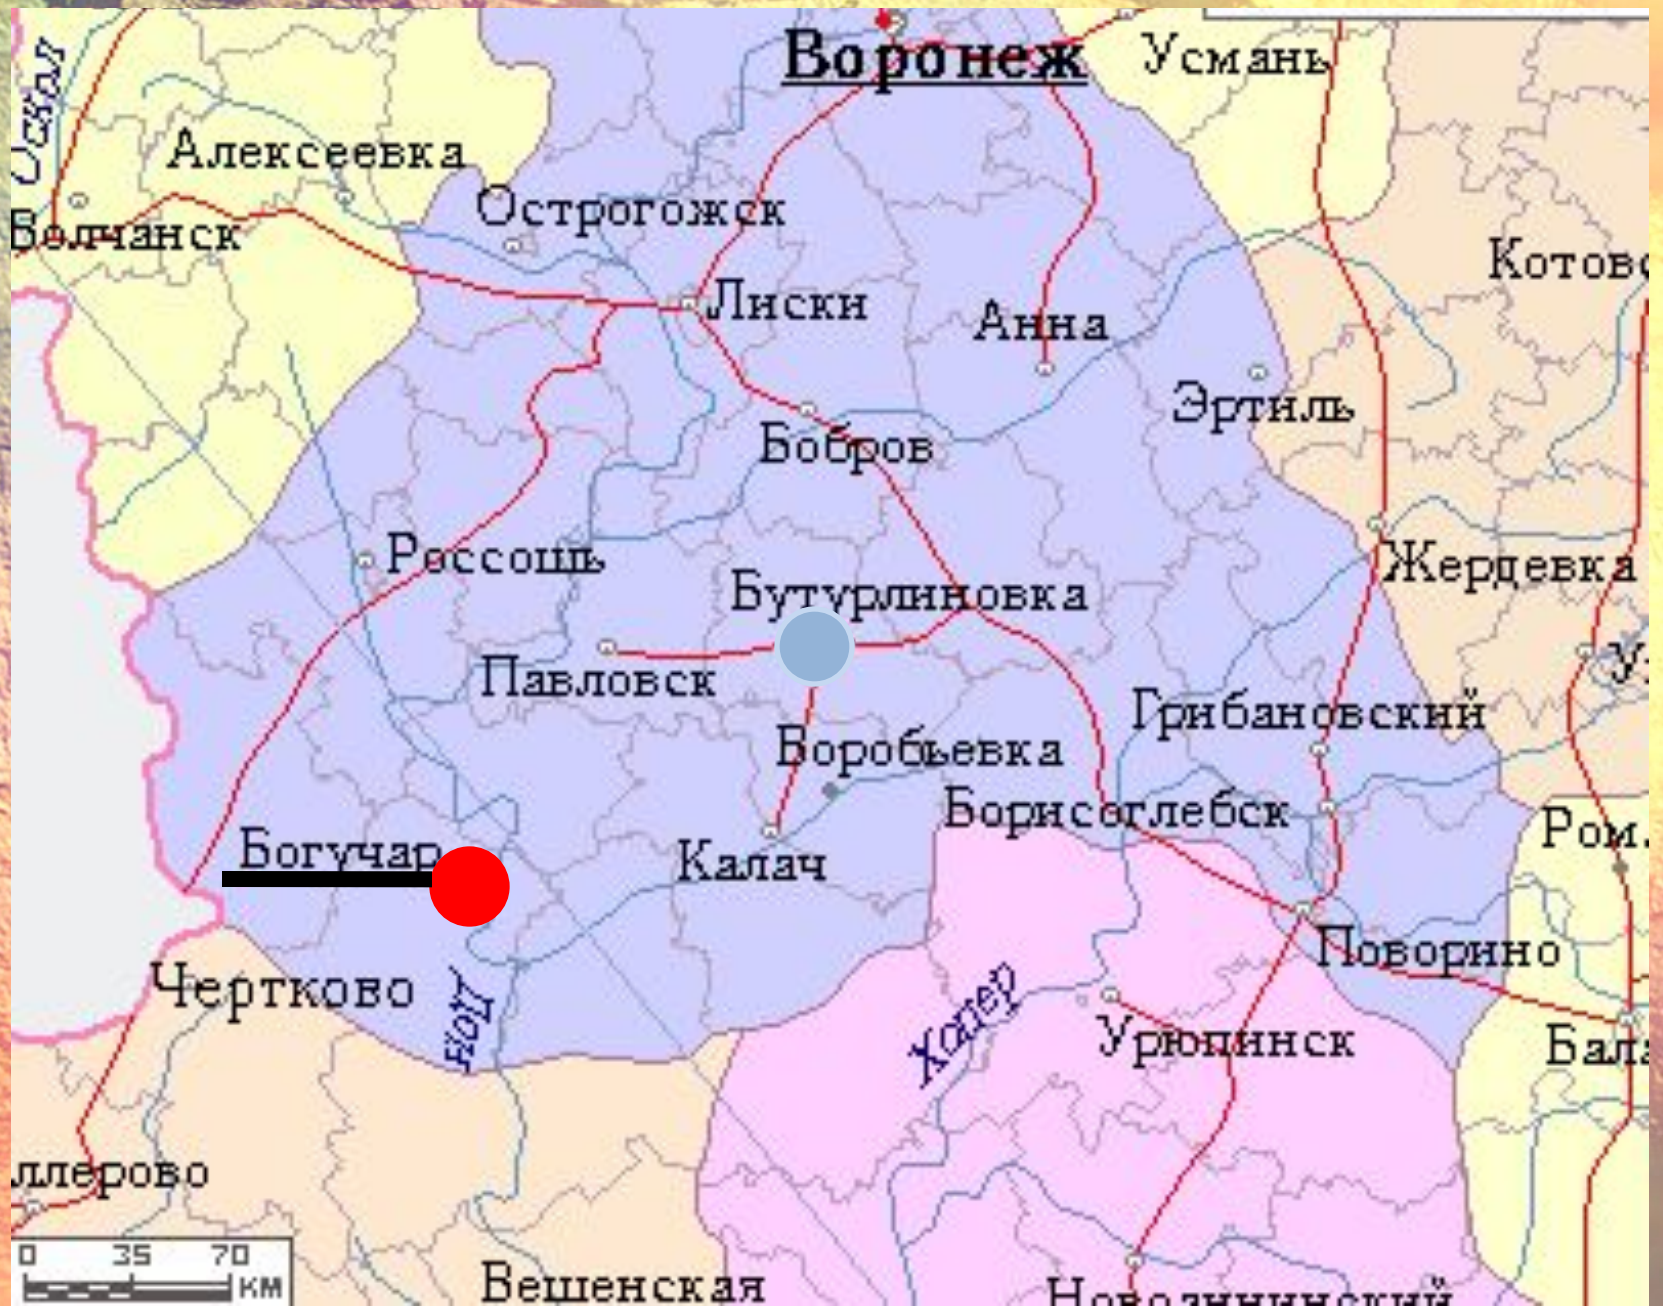 Воронеж
Усмань
Оскол
Алексеевка
Острогожск
Волчанск
Котово
Лиски
Анна
Эртиль
Бобров
Россошь
Жердевка
Бутурлиновка
Павловск
Грибановский
Воробьевка
Борисоглебск
Ром.
Богучар
Калач
Поворино
Чертково
Дон
Хопер
Урюпинск
Бала
ллерово
0 35 70
КМ
Вешенская